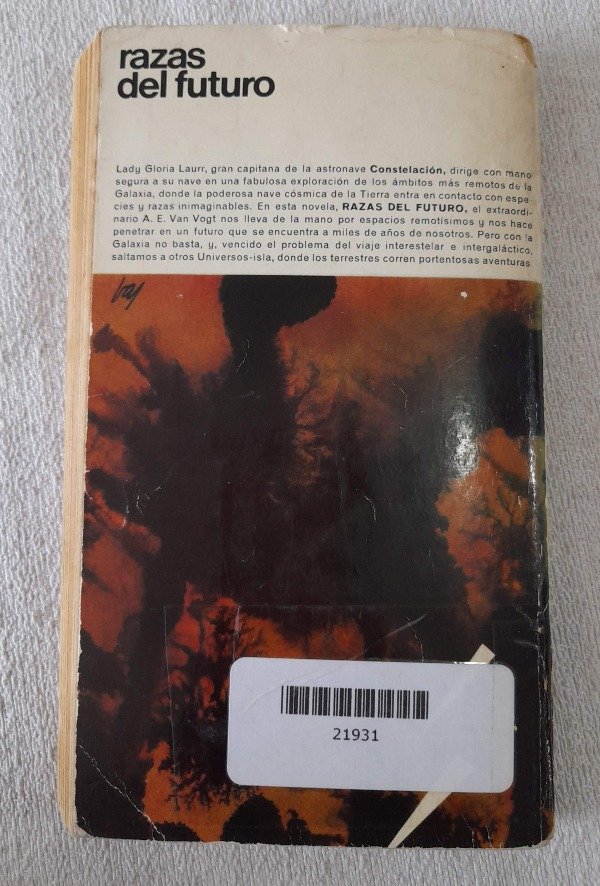 razas
del futuro
Lady Gloria Laurr, gran capitana de la astronave Constelación, dirige con mano
segura a su nave en una fabulosa exploración de los ámbitos más remotos de la
Galaxia, donde la poderosa nave cósmica de la Tierra entra en contacto con espe-
cies y razas inimaginables. En esta novela, RAZAS DEL FUTURO, el extraordi-
nario A. E. Van Vogt nos lleva de la mano por espacios remotísimos y nos hace
penetrar en un futuro que se encuentra a miles de años de nosotros. Pero con la
Galaxia no basta, y, vencido el problema del viaje interestelar e intergaláctico,
saltamos a otros Universos-isla, donde los terrestres corren portentosas aventuras
21931